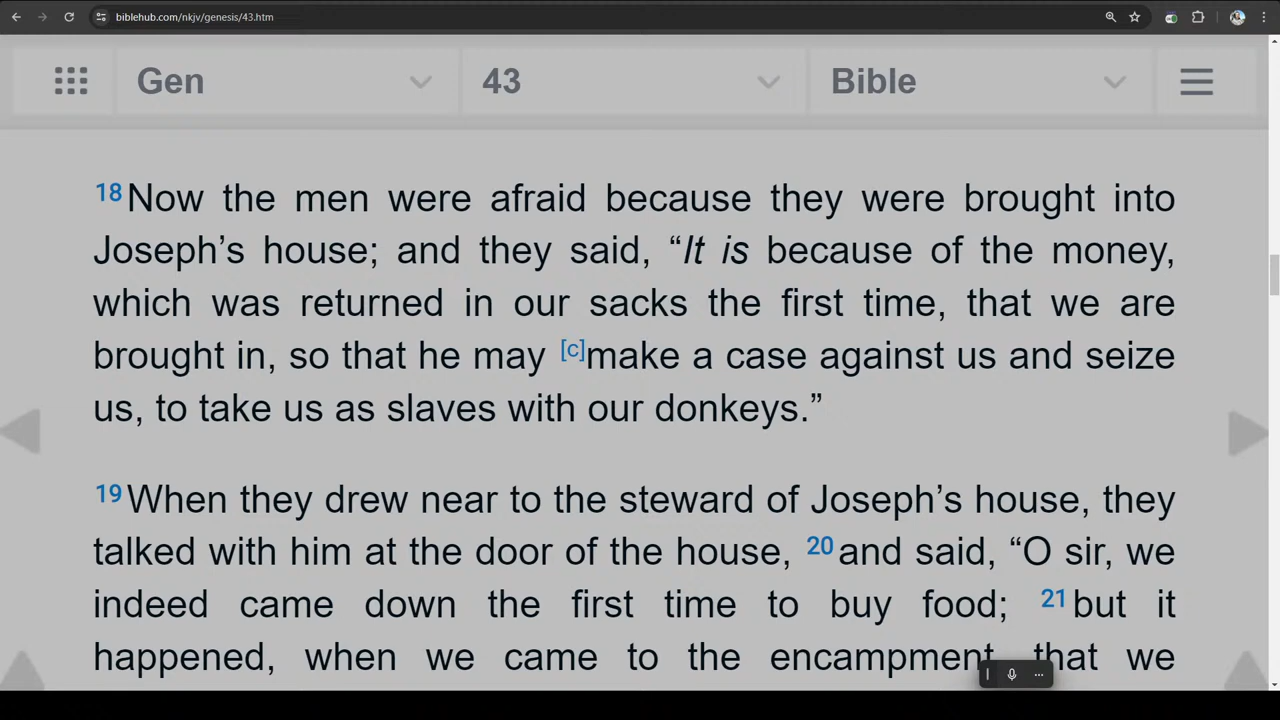 biblehub.com/nkjv/genesis/43.htm
Gen 43 Bible
18Now the men were afraid because they were brought into
Joseph’s house; and they said, “It is because of the money,
which was returned in our sacks the first time, that we are
brought in, so that he may [c]make a case against us and seize
us, to take us as slaves with our donkeys.”
19When they drew near to the steward of Joseph’s house, they
talked with him at the door of the house, 20and said, “O sir, we
indeed came down the first time to buy food; 21but it
happened, when we came to the encampment, that we